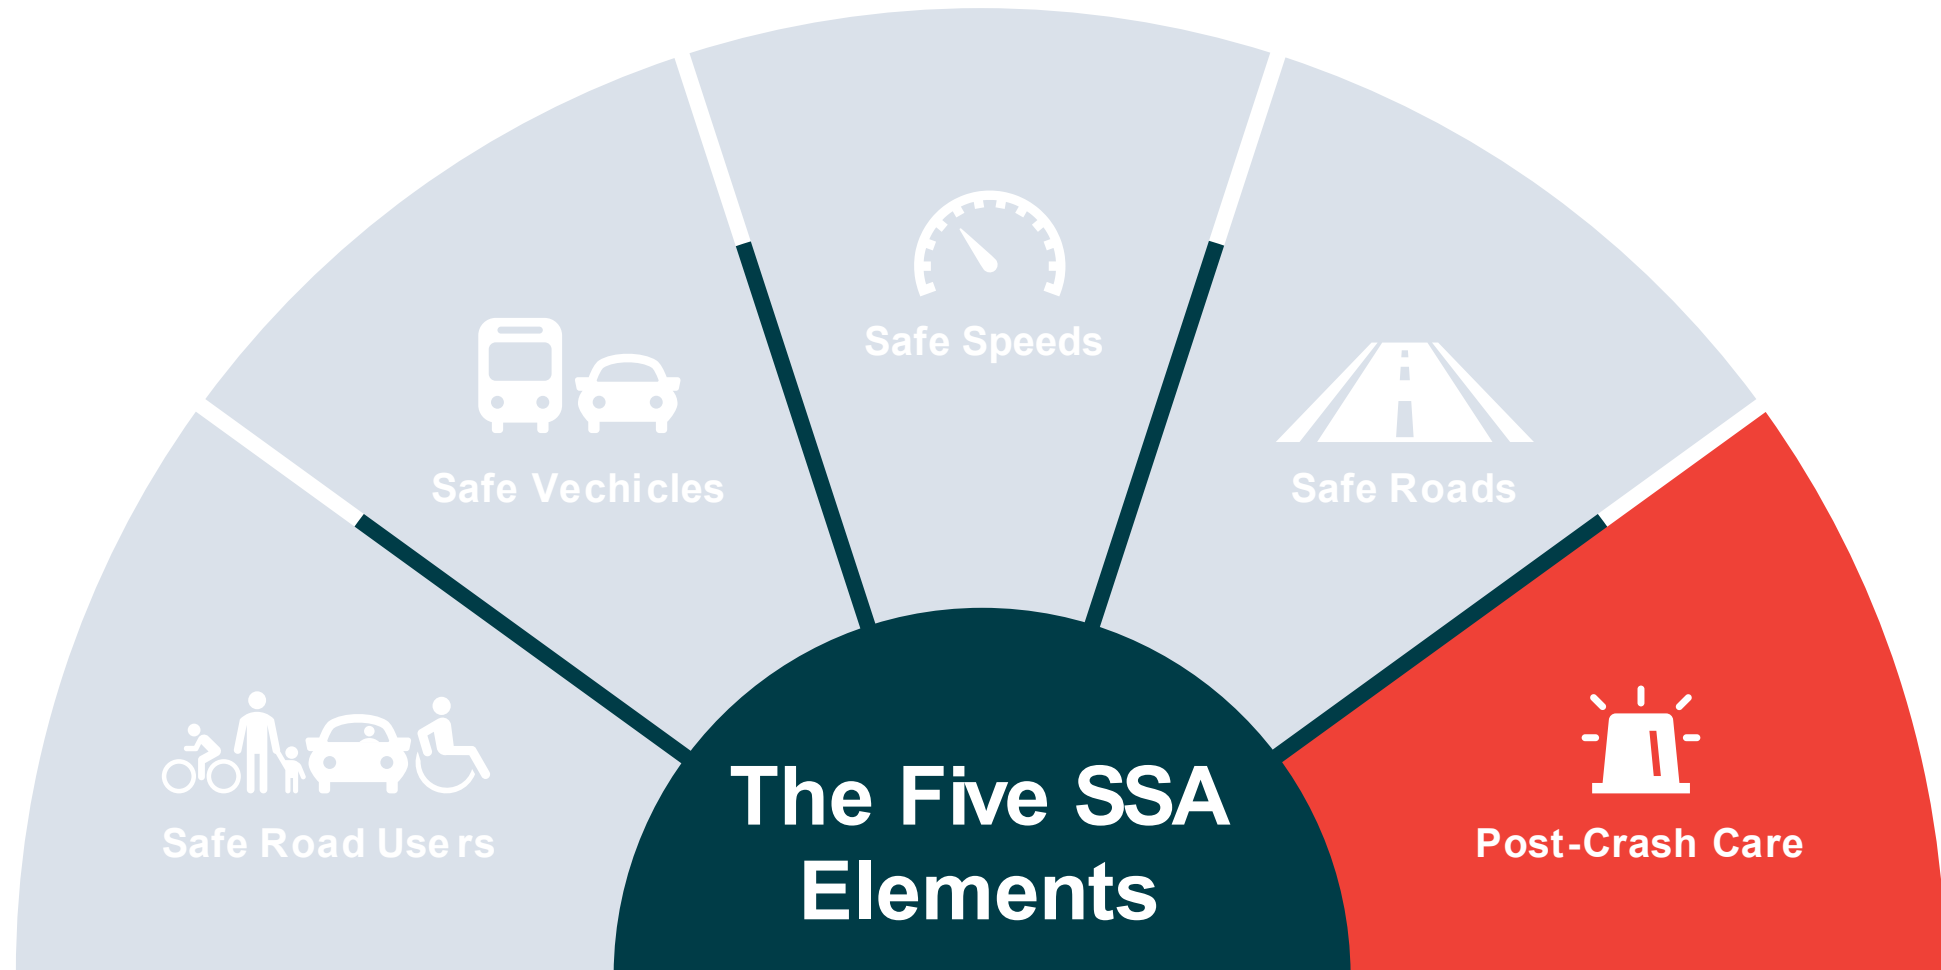 Safe Speeds
Safe Vechicles
Safe Roads
Safe Road Users
Post-Crash Care
The Five SSA
Elements